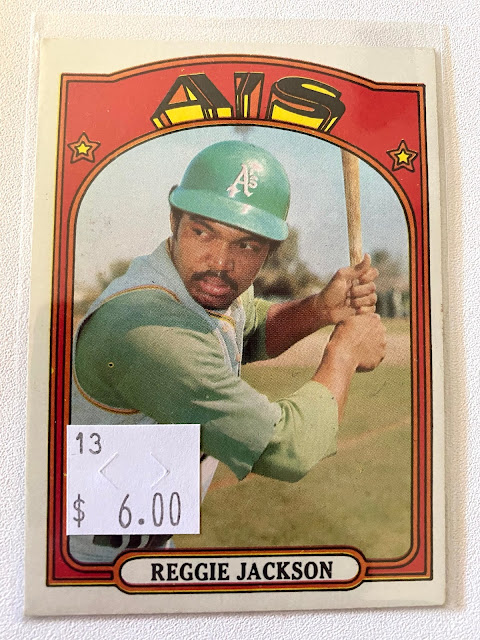 A'S
A's
13
$ 6.00
REGGIE JACKSON